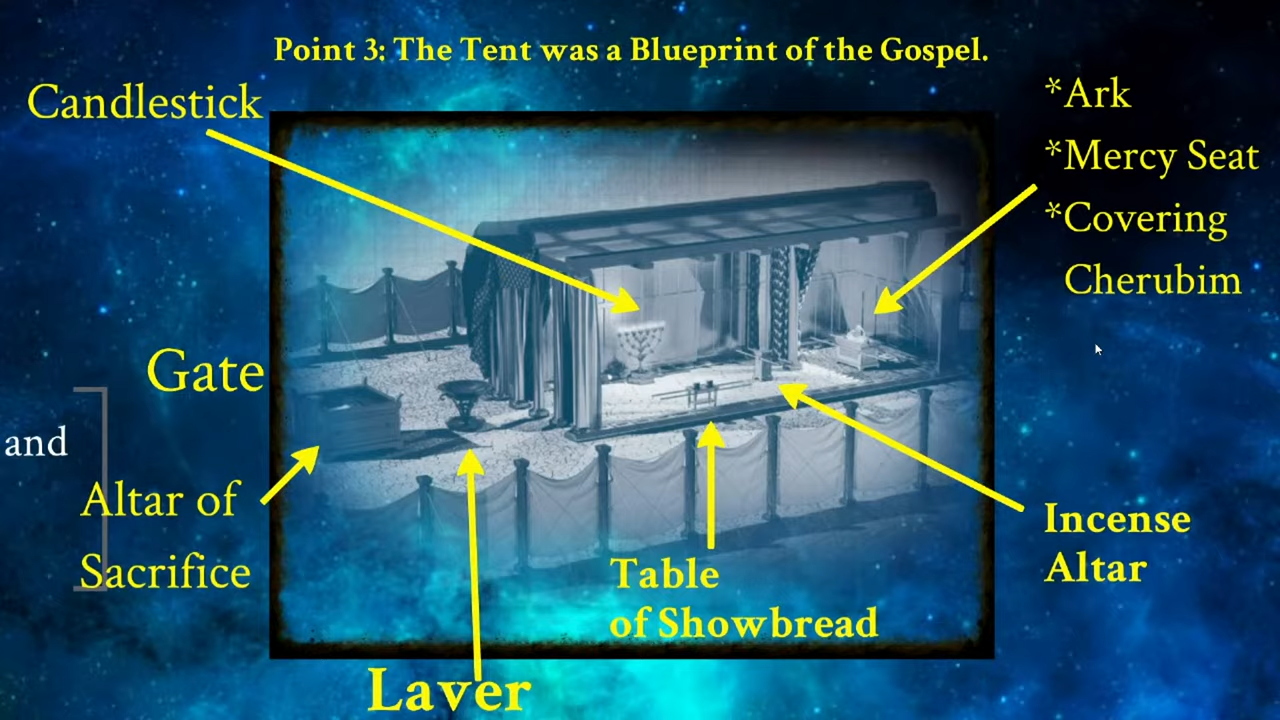 Point 3: The Tent was a Blueprint of the Gospel.
Candlestick
*Ark
*Mercy Seat
*Covering
Cherubim
Gate
and
Altar of
Sacrifice
Incense
Altar
Table
of Showbread
Laver